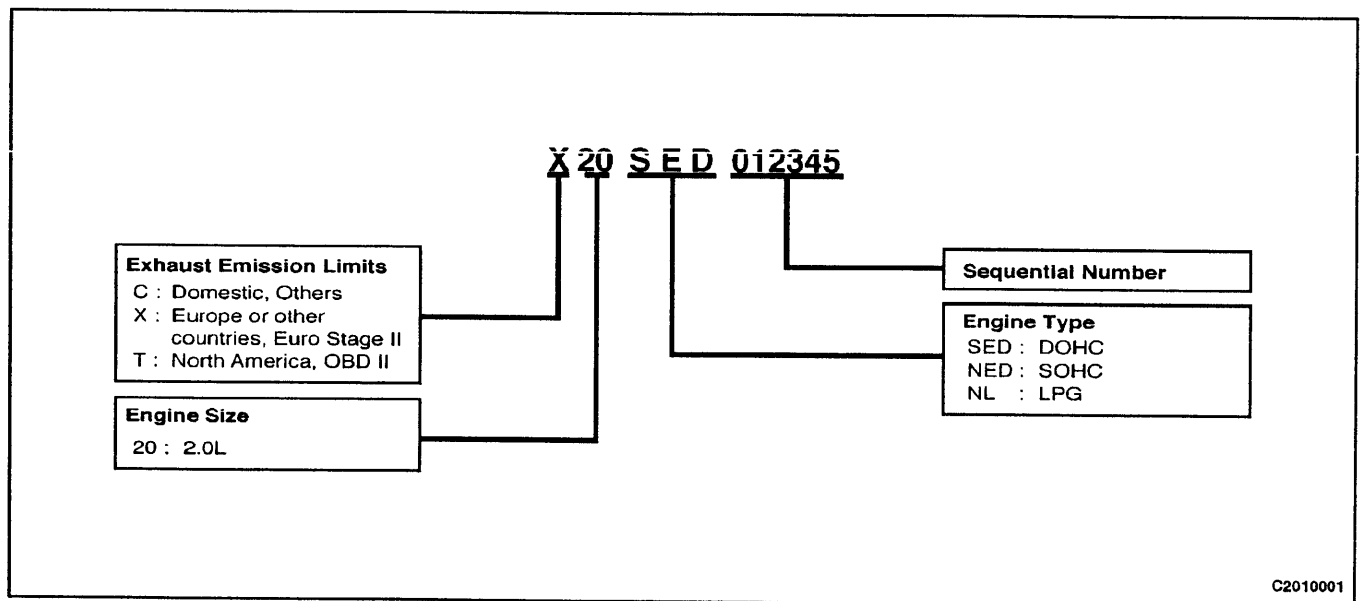 X 20 S E D 012345
Exhaust Emission Limits
C : Domestic, Others
X : Europe or other
countries, Euro Stage II
T : North America, OBD II
Engine Size
20 : 2.0L
Sequential Number
Engine Type
SED : DOHC
NED : SOHC
NL : LPG
C2010001